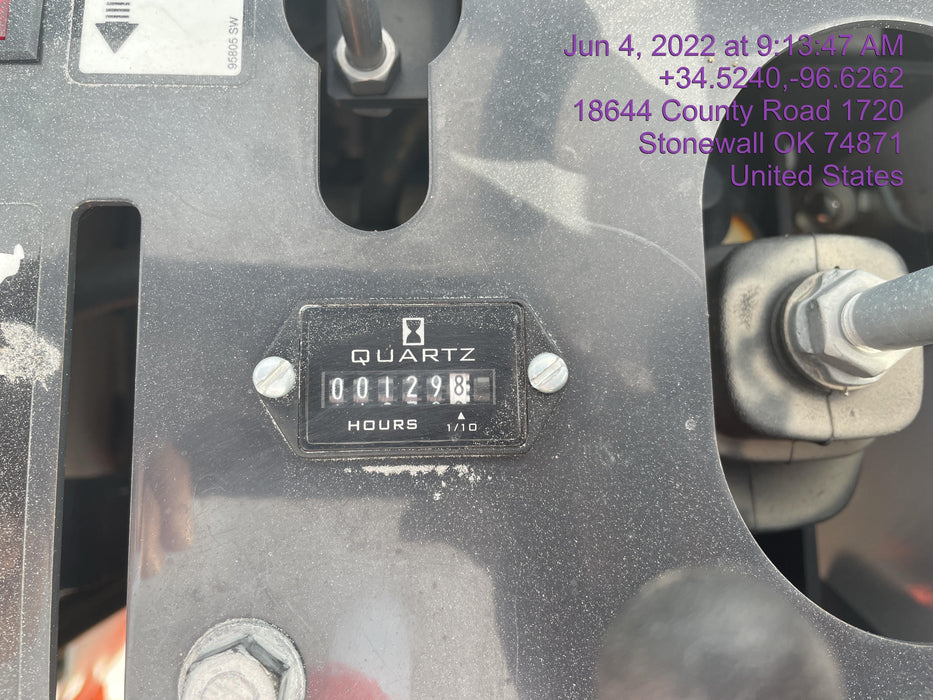 95805 SW
Jun 4, 2022 at 9:13:47 AM
+34.5240,-96.6262
18644 County Road 1720
Stonewall OK 74871
United States
QUARTZ
001298
HOURS 1/10